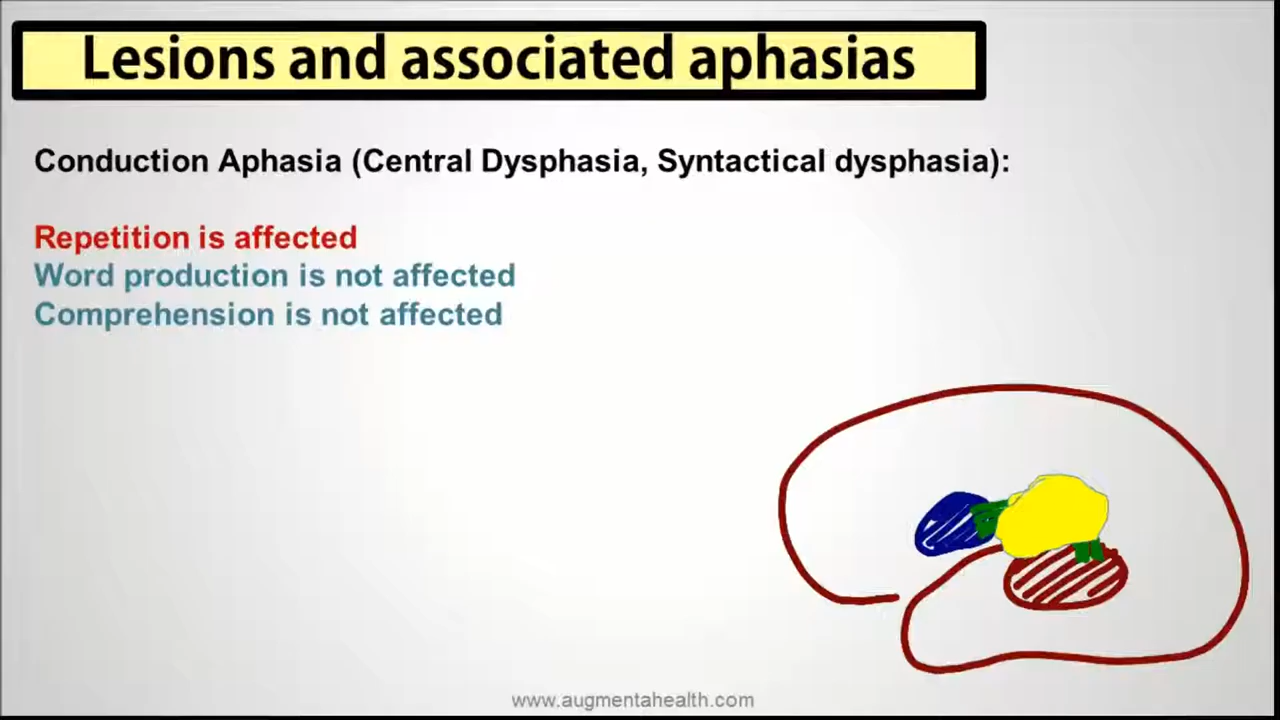 Lesions and associated aphasias
Conduction Aphasia (Central Dysphasia, Syntactical dysphasia):
Repetition is affected
Word production is not affected
Comprehension is not affected
www.augmentahealth.com